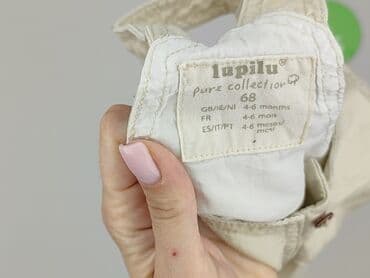 lupilu®
pure collection
68
GB/IE/NI 4-6 months
FR 4-6 mois
ES/IT/PT 4-6 meses/
mesi